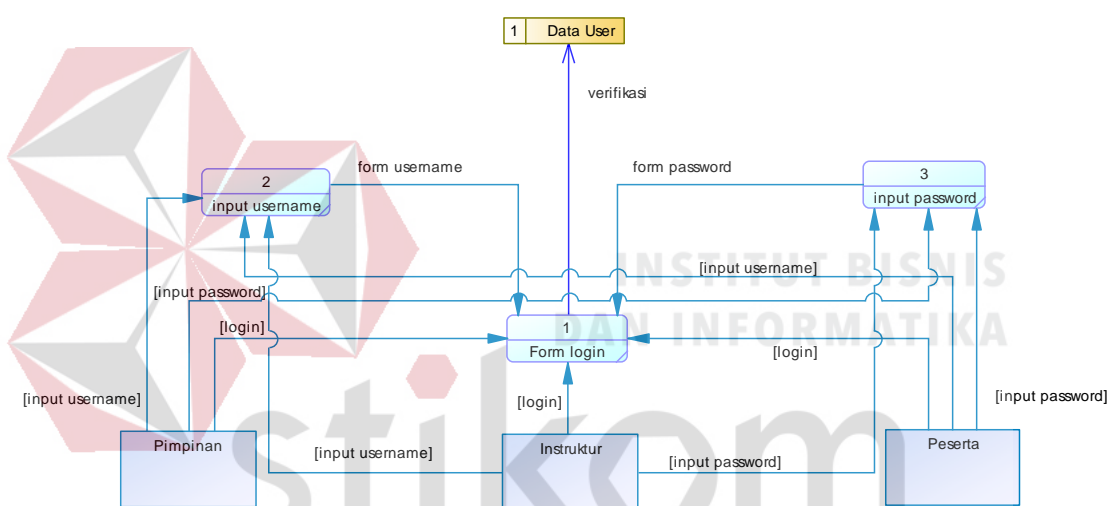 1 Data User
verifikasi
form username
form password
2
input username
3
input password
INSTITUT BISNIS
[input username]
[input password]
1
Form login
DAN INFORMATIKA
[login]
[login]
[login]
[input username]
[input password]
stikom
Pimpinan
Instruktur
Peserta
[input username]
[input password]